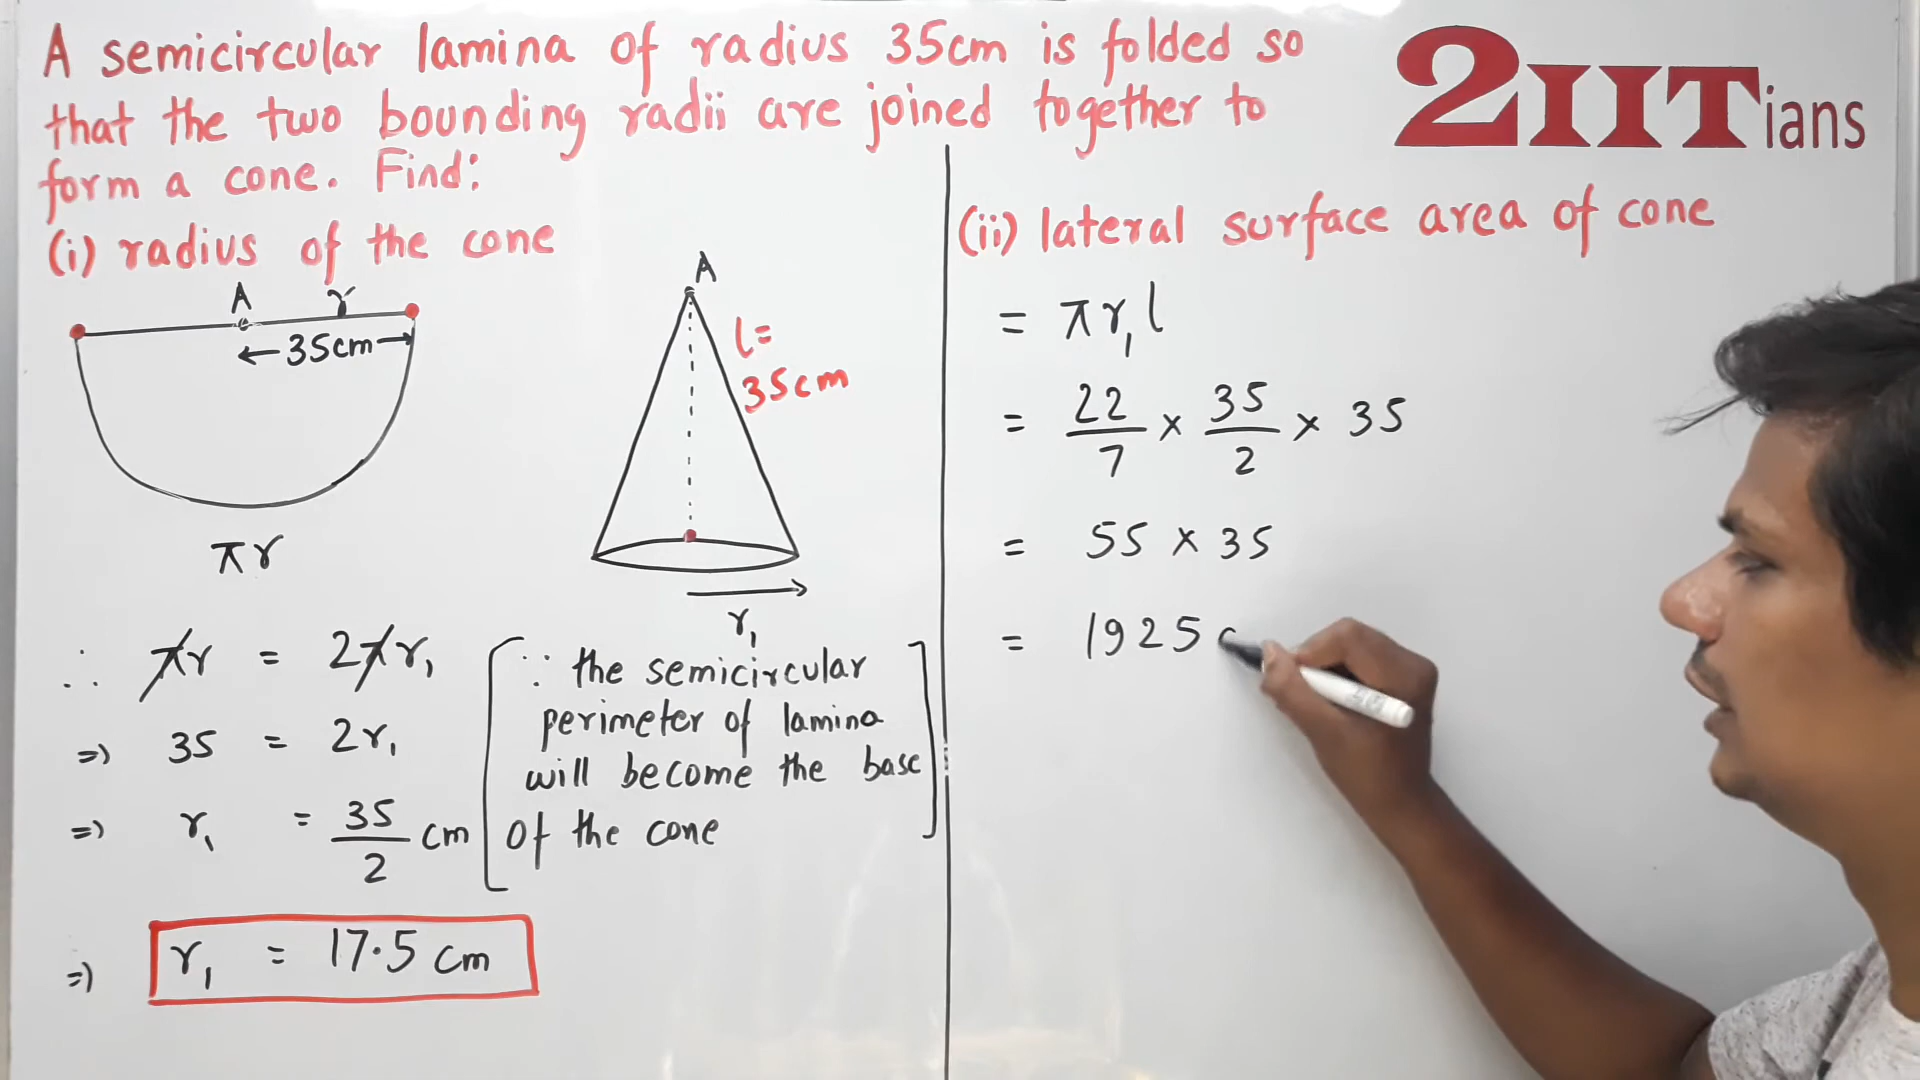 A semicircular lamina of radius 35cm is folded so
that the two bounding radii are joined together to
form a cone. Find:
(i) radius of the cone
A r
←35cm→
πr
A
l=
35cm
r₁
∴ πr = 2πr₁
⇒ 35 = 2r₁
⇒ r₁ = 35/2 cm
⇒ r₁ = 17.5 cm
[∵ the semicircular
perimeter of lamina
will become the base
of the cone]
2IITians
(ii) lateral surface area of cone
= πr₁l
= 22/7 × 35/2 × 35
= 55 × 35
= 1925 c